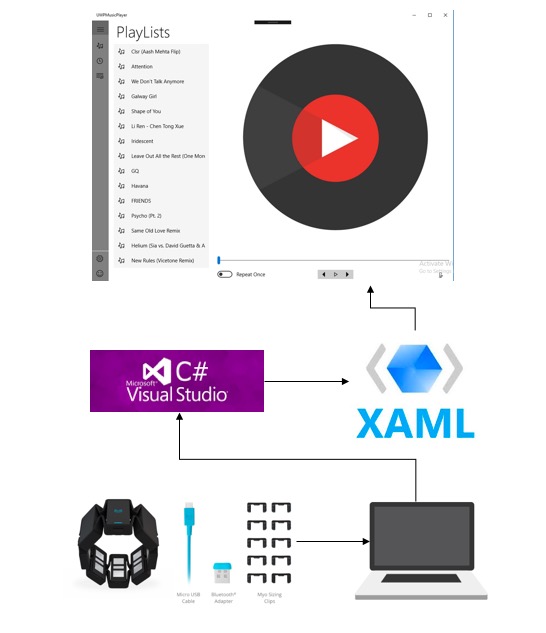 UWPMusicPlayer
PlayLists
Clsr (Aash Mehta Flip)
Attention
We Don't Talk Anymore
Galway Girl
Shape of You
Li Ren - Chen Tong Xue
Iridescent
Leave Out All the Rest (One Mon
GQ
Havana
FRIENDS
Psycho (Pt. 2)
Same Old Love Remix
Helium (Sia vs. David Guetta & A
New Rules (Vicetone Remix)
Repeat Once
Activate Wi
Go to Settings
C#
Microsoft®
Visual Studio®
XAML
Micro USB
Cable
Bluetooth®
Adapter
Myo Sizing
Clips